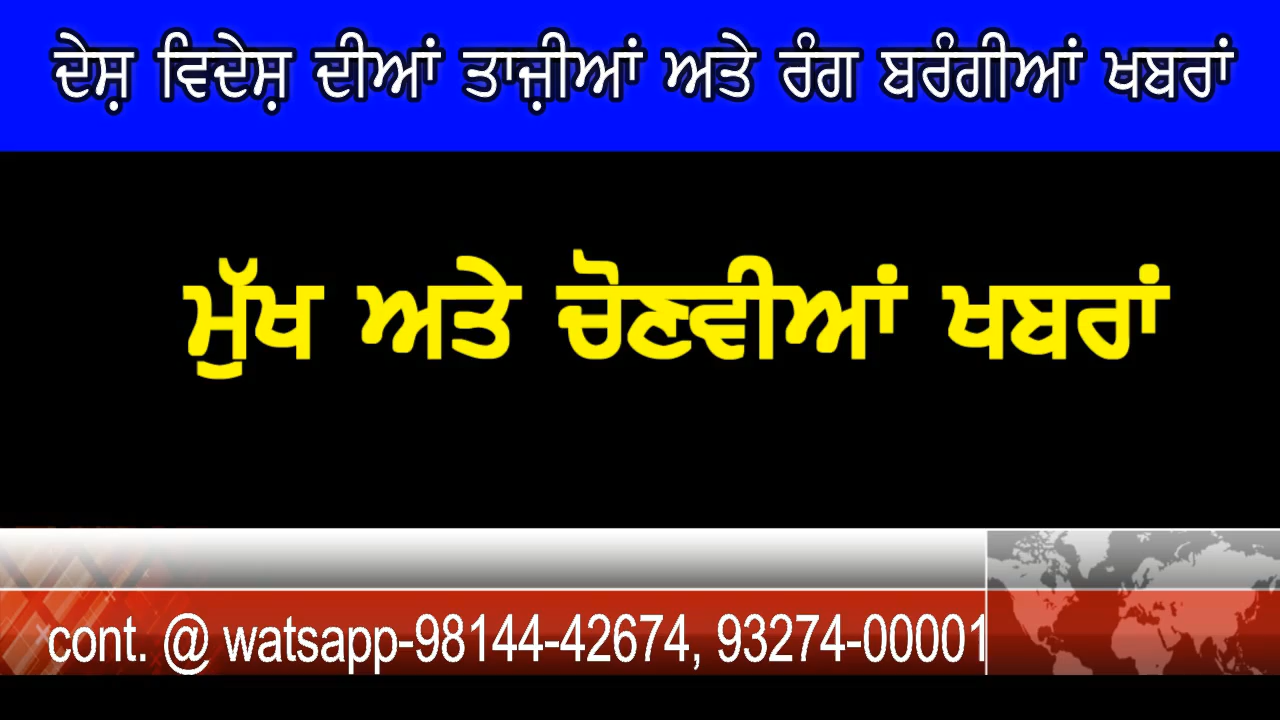 ਦੇਸ਼ ਵਿਦੇਸ਼ ਦੀਆਂ ਤਾਜ਼ੀਆਂ ਅਤੇ ਰੰਗ ਬਰੰਗੀਆਂ ਖਬਰਾਂ
ਮੁੱਖ ਅਤੇ ਚੋਣਵੀਆਂ ਖਬਰਾਂ
cont. @ watsapp-98144-42674, 93274-00001